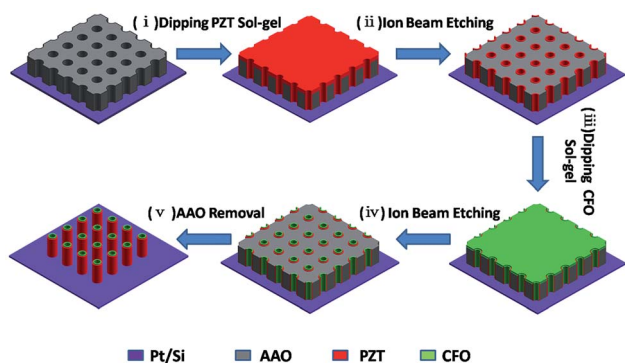 (ⅰ)Dipping PZT Sol-gel
(ⅱ)Ion Beam Etching
(ⅲ)Dipping CFO
Sol-gel
(ⅳ)Ion Beam Etching
(ⅴ)AAO Removal
Pt/Si
AAO
PZT
CFO